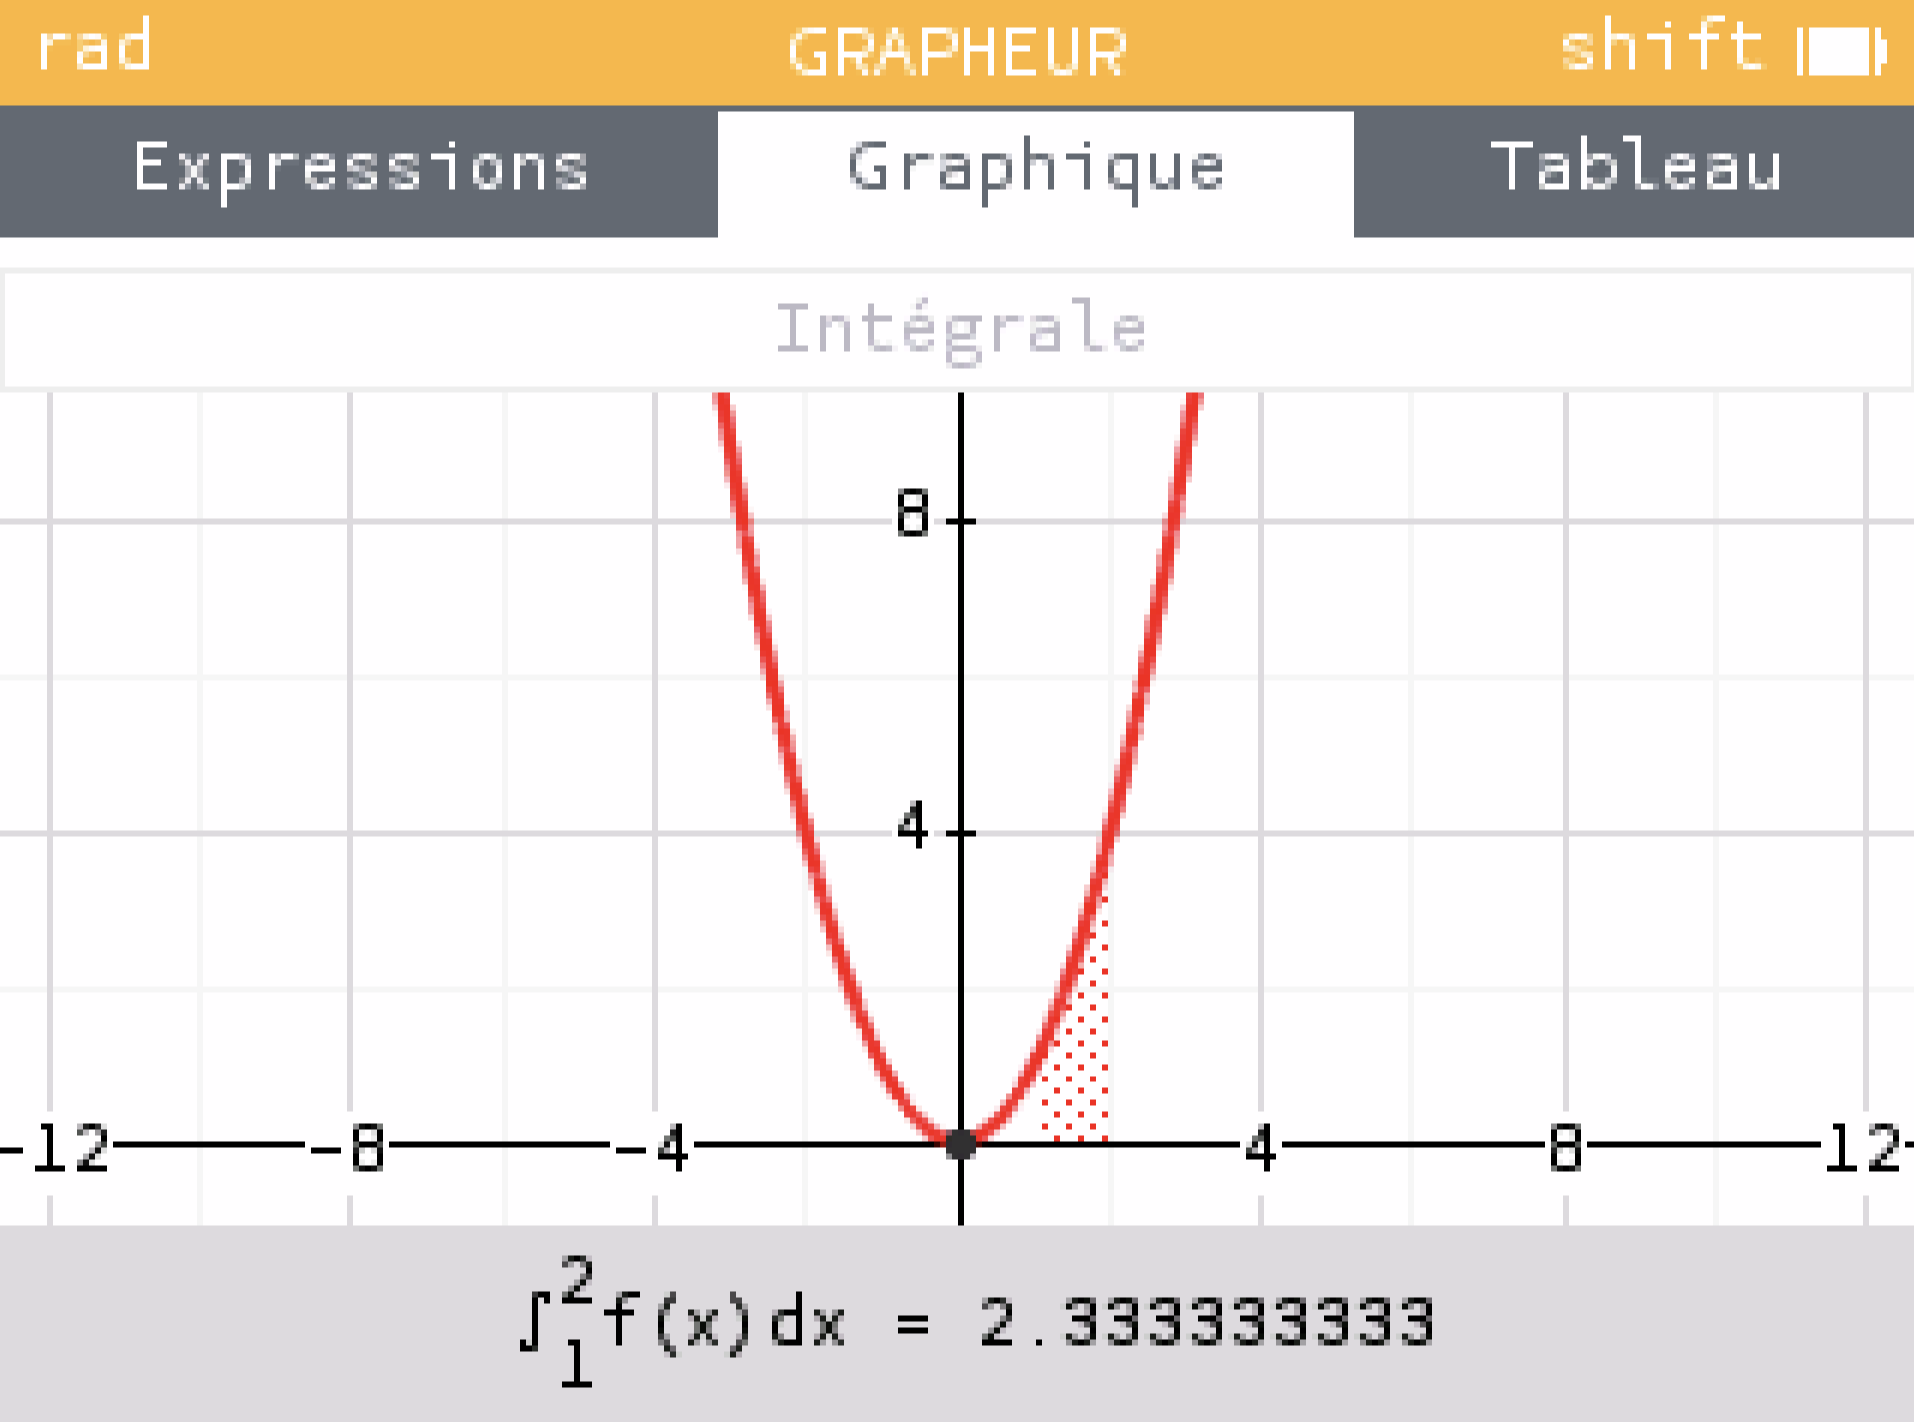 rad GRAPHEUR shift
Expressions Graphique Tableau
Intégrale
8
4
-12 -8 -4 4 8 12
∫₁²f(x)dx = 2.333333333